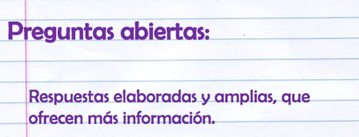 Preguntas abiertas:
Respuestas elaboradas y amplias, que
ofrecen más información.